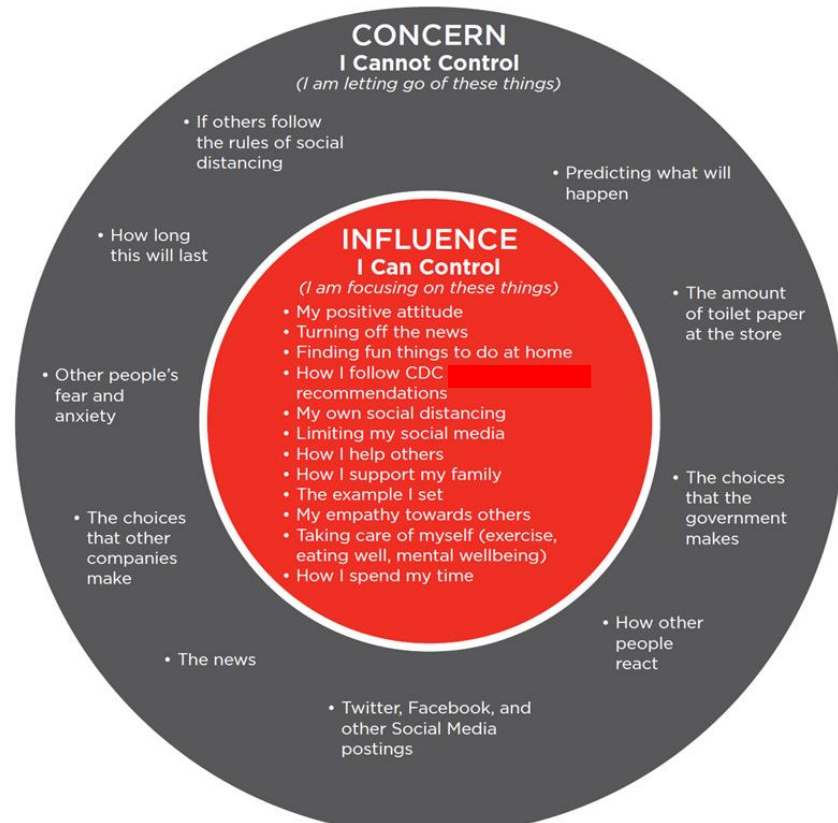 CONCERN
I Cannot Control
(I am letting go of these things)
• If others follow
the rules of social
distancing
• Predicting what will
happen
• How long
this will last
• The amount
of toilet paper
at the store
• Other people's
fear and
anxiety
• The choices
that the
government
makes
• The choices
that other
companies
make
• How other
people
react
• The news
• Twitter, Facebook, and
other Social Media
postings
INFLUENCE
I Can Control
(I am focusing on these things)
• My positive attitude
• Turning off the news
• Finding fun things to do at home
• How I follow CDC
recommendations
• My own social distancing
• Limiting my social media
• How I help others
• How I support my family
• The example I set
• My empathy towards others
• Taking care of myself (exercise,
eating well, mental wellbeing)
• How I spend my time